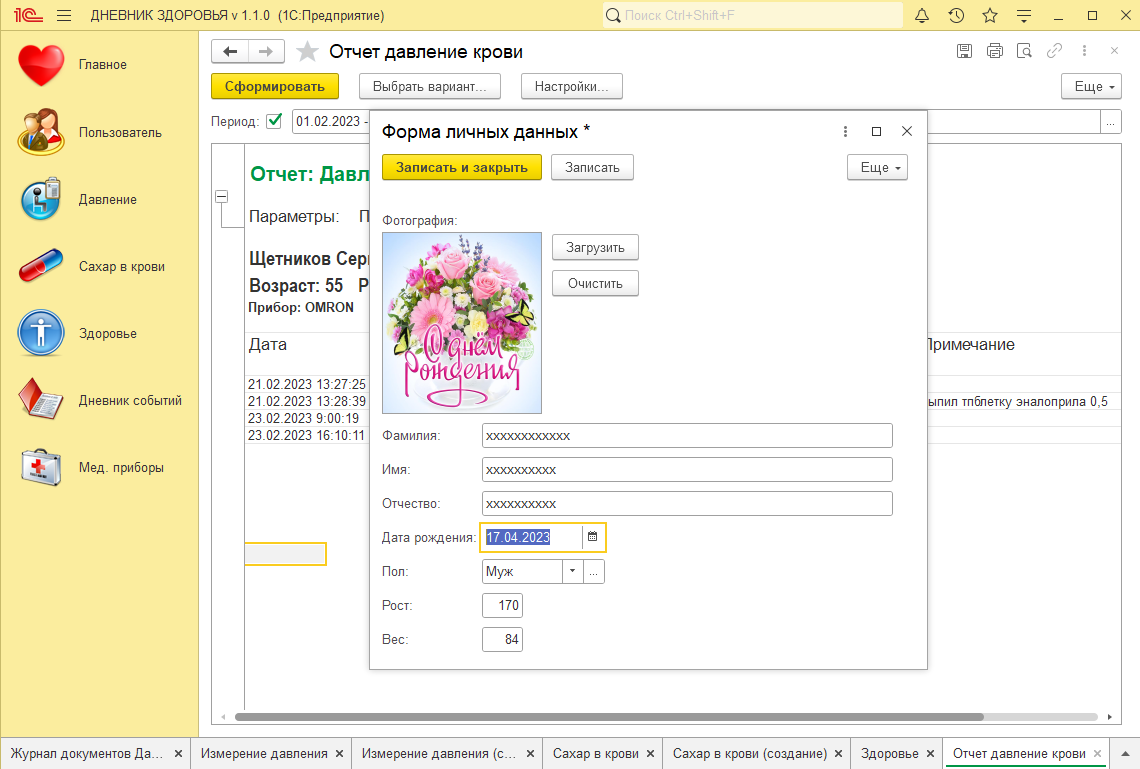 1С ДНЕВНИК ЗДОРОВЬЯ v 1.1.0 (1С:Предприятие)
Поиск Ctrl+Shift+F
Главное
Пользователь
Давление
Сахар в крови
Здоровье
Дневник событий
Мед. приборы
Отчет давление крови
Сформировать Выбрать вариант... Настройки... Еще
Период: 01.02.2023 - ...
Отчет: Давл
Параметры: П
Щетников Сер
Возраст: 55 Р
Прибор: OMRON
Дата Примечание
21.02.2023 13:27:25
21.02.2023 13:28:39 ыпил тпблетку эналоприла 0,5
23.02.2023 9:00:19
23.02.2023 16:10:11
Форма личных данных *
Записать и закрыть Записать Еще
Фотография:
Загрузить
Очистить
С днём
Рождения
Фамилия: xxxxxxxxxxxx
Имя: xxxxxxxxxx
Отчество: xxxxxxxxxx
Дата рождения: 17.04.2023
Пол: Муж ...
Рост: 170
Вес: 84
Журнал документов Да... Измерение давления Измерение давления (с... Сахар в крови Сахар в крови (создание) Здоровье Отчет давление крови